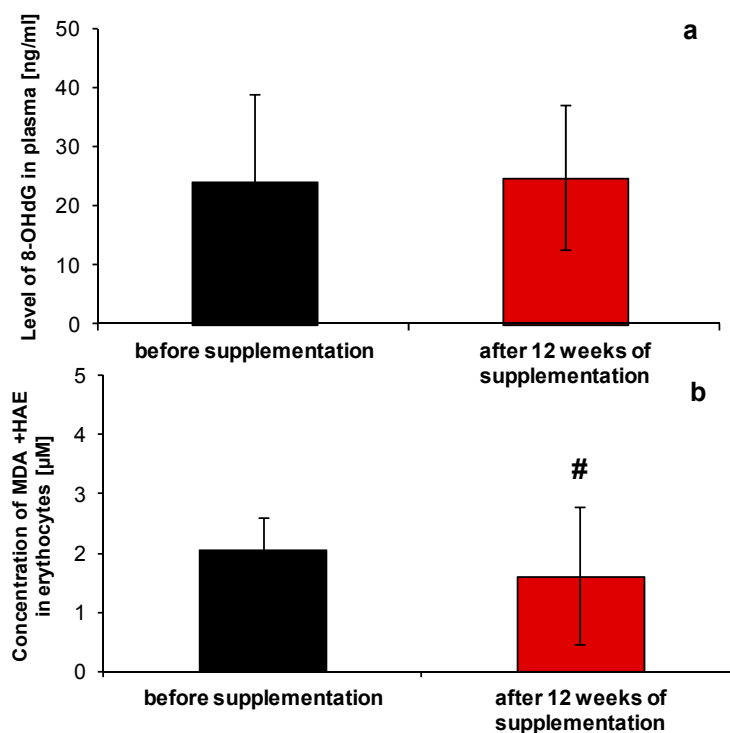 a
Level of 8-OHdG in plasma [ng/ml]
50
40
30
20
10
0
before supplementation
after 12 weeks of
supplementation
b
Concentration of MDA +HAE
in erythocytes [µM]
5
4
3
2
1
0
#
before supplementation
after 12 weeks of
supplementation